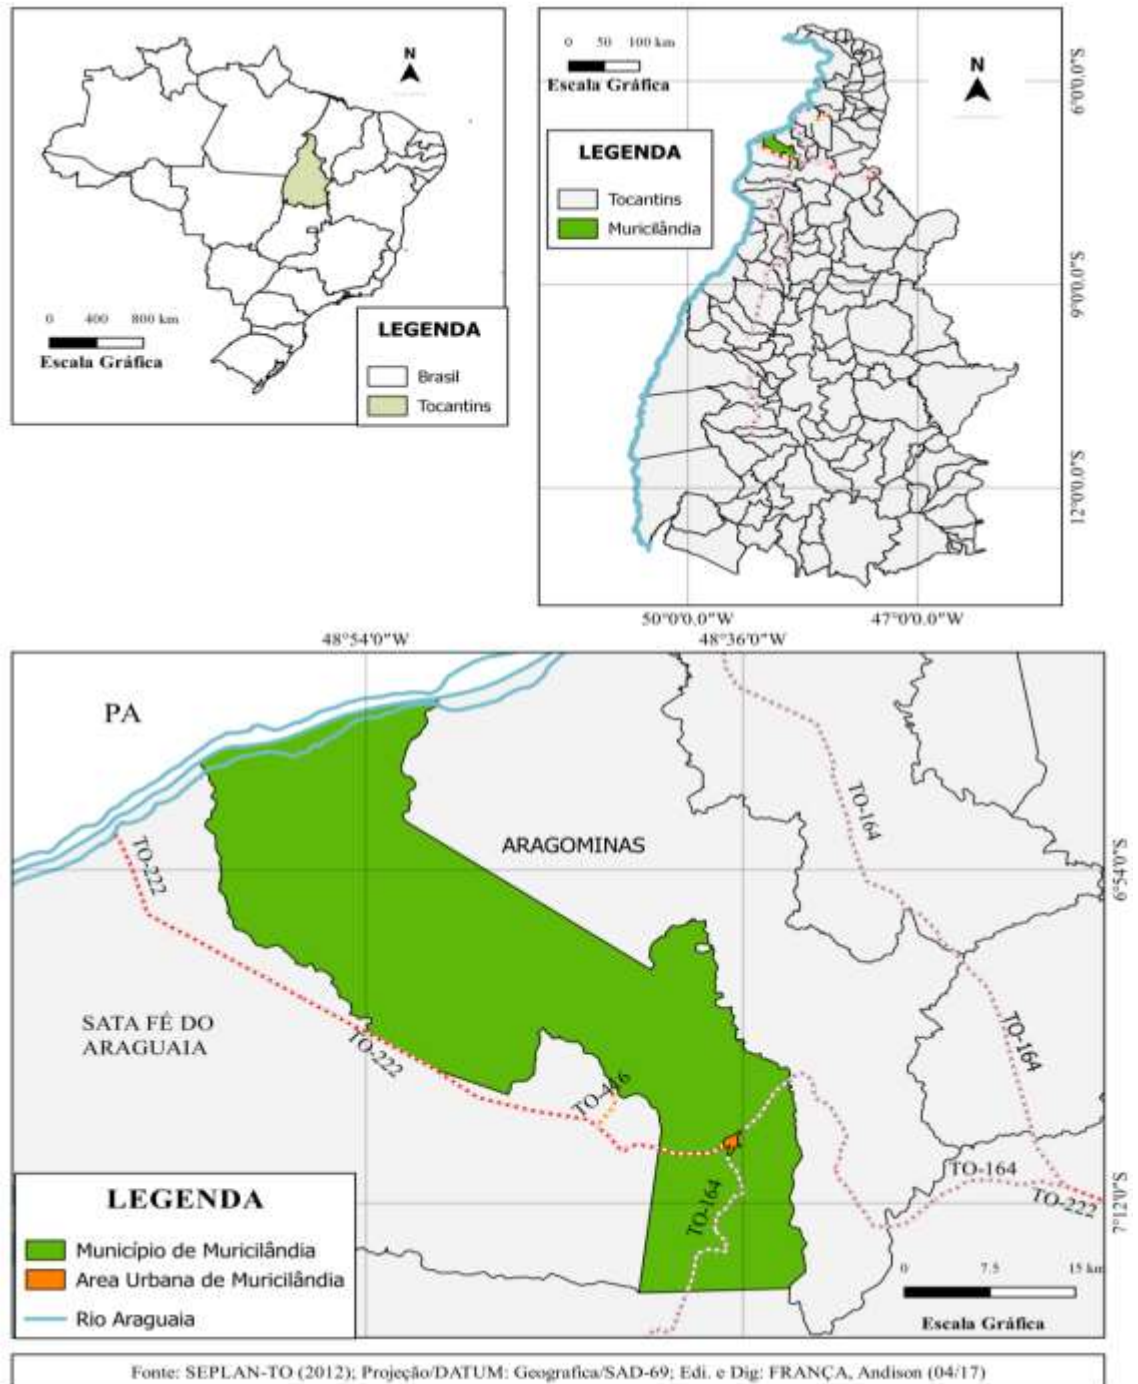 N
0 400 800 km
Escala Gráfica
LEGENDA
Brasil
Tocantins
0 50 100 km
Escala Gráfica
N
LEGENDA
Tocantins
Muricilândia
6°0'0.0"S
9°0'0.0"S
12°0'0.0"S
50°0'0.0"W 47°0'0.0"W
48°54'0"W 48°36'0"W
PA
TO-222
TO-164
ARAGOMINAS
6°54'0"S
SATA FÉ DO
ARAGUAIA
TO-222
TO-164
TO-416
TO-164
TO-164
TO-222
7°12'0"S
LEGENDA
Município de Muricilândia
Area Urbana de Muricilândia
Rio Araguaia
0 7.5 15 km
Escala Gráfica
Fonte: SEPLAN-TO (2012); Projeção/DATUM: Geografica/SAD-69; Edi. e Dig: FRANÇA, Andison (04/17)